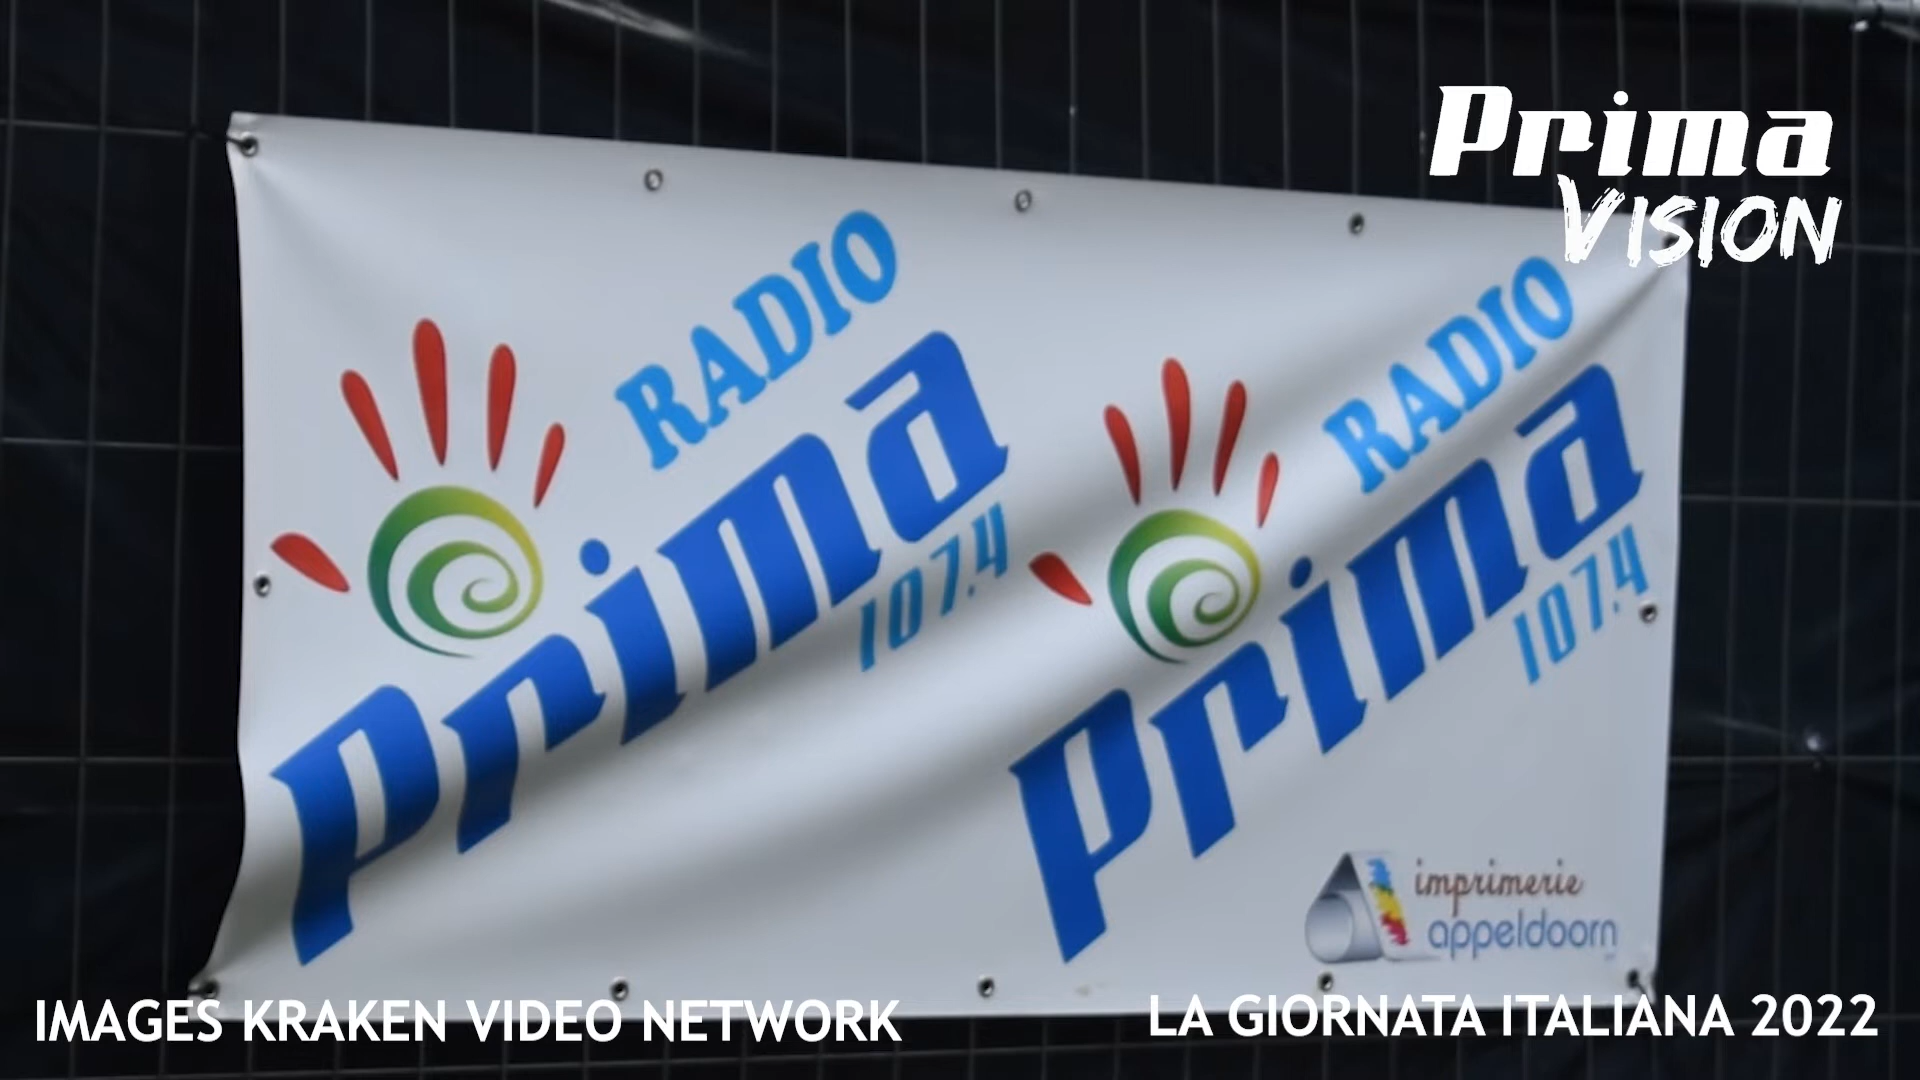 Prima
VISION
RADIO
Prima
107.4
RADIO
Prima
107.4
imprimerie
appeldoorn
IMAGES KRAKEN VIDEO NETWORK
LA GIORNATA ITALIANA 2022